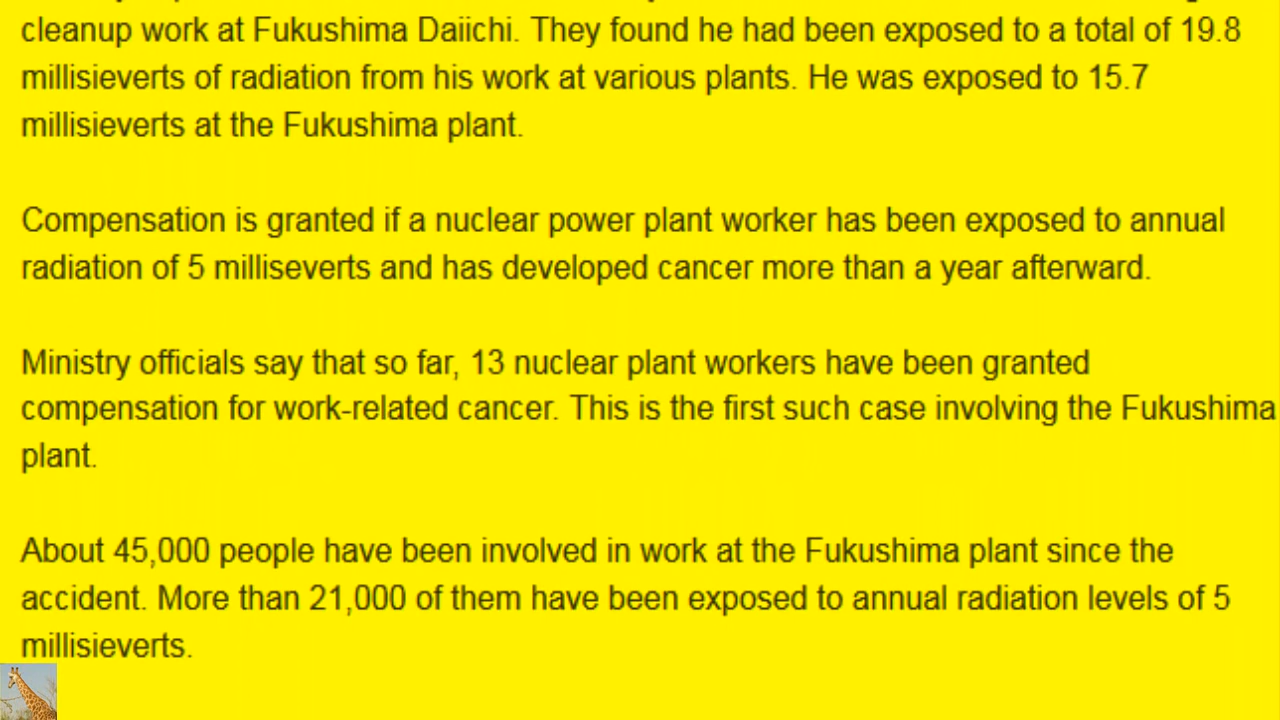 cleanup work at Fukushima Daiichi. They found he had been exposed to a total of 19.8
millisieverts of radiation from his work at various plants. He was exposed to 15.7
millisieverts at the Fukushima plant.
Compensation is granted if a nuclear power plant worker has been exposed to annual
radiation of 5 milliseverts and has developed cancer more than a year afterward.
Ministry officials say that so far, 13 nuclear plant workers have been granted
compensation for work-related cancer. This is the first such case involving the Fukushima
plant.
About 45,000 people have been involved in work at the Fukushima plant since the
accident. More than 21,000 of them have been exposed to annual radiation levels of 5
millisieverts.